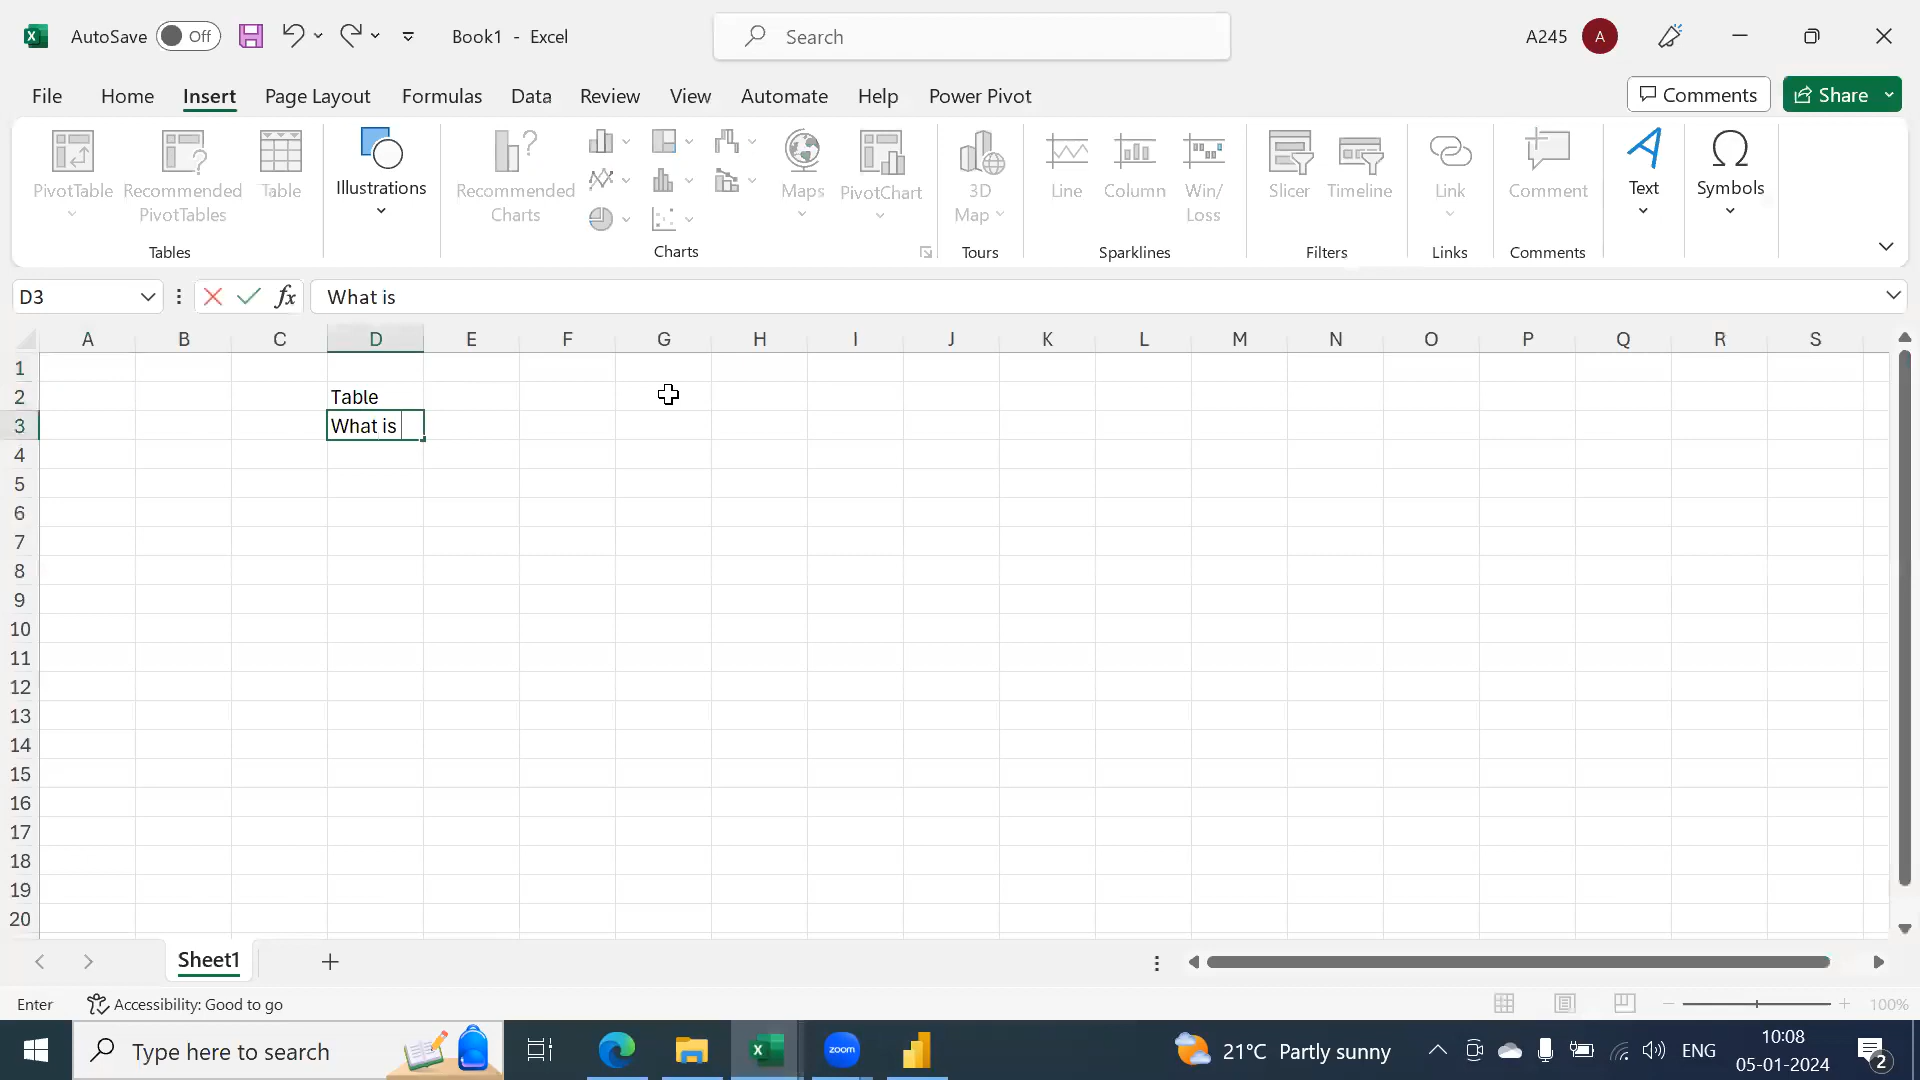 AutoSave Off Book1 - Excel Search A245 A
File Home Insert Page Layout Formulas Data Review View Automate Help Power Pivot Comments Share
PivotTable
Recommended PivotTables
Table
Tables
Illustrations
Recommended Charts
Maps
PivotChart
Charts
3D Map
Tours
Line
Column
Win/ Loss
Sparklines
Slicer
Timeline
Filters
Link
Links
Comment
Comments
Text
Symbols
D3 fx What is
A B C D E F G H I J K L M N O P Q R S
1
2 Table
3 What is
4
5
6
7
8
9
10
11
12
13
14
15
16
17
18
19
20
Sheet1
Enter Accessibility: Good to go 100%
Type here to search zoom 21°C Partly sunny ENG 10:08
05-01-2024 2